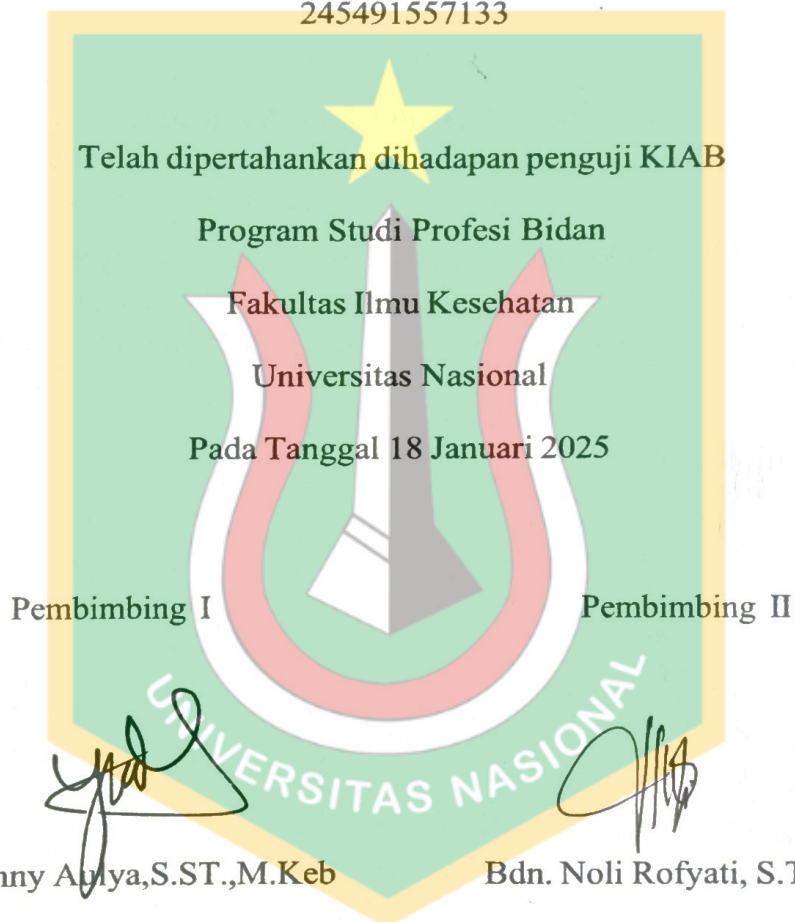 245491557133
Telah dipertahankan dihadapan penguji KIAB
Program Studi Profesi Bidan
Fakultas Ilmu Kesehatan
Universitas Nasional
Pada Tanggal 18 Januari 2025
Pembimbing I Pembimbing II
UNIVERSITAS NASIONAL
Aulya,S.ST.,M.Keb Bdn. Noli Rofyati, S.